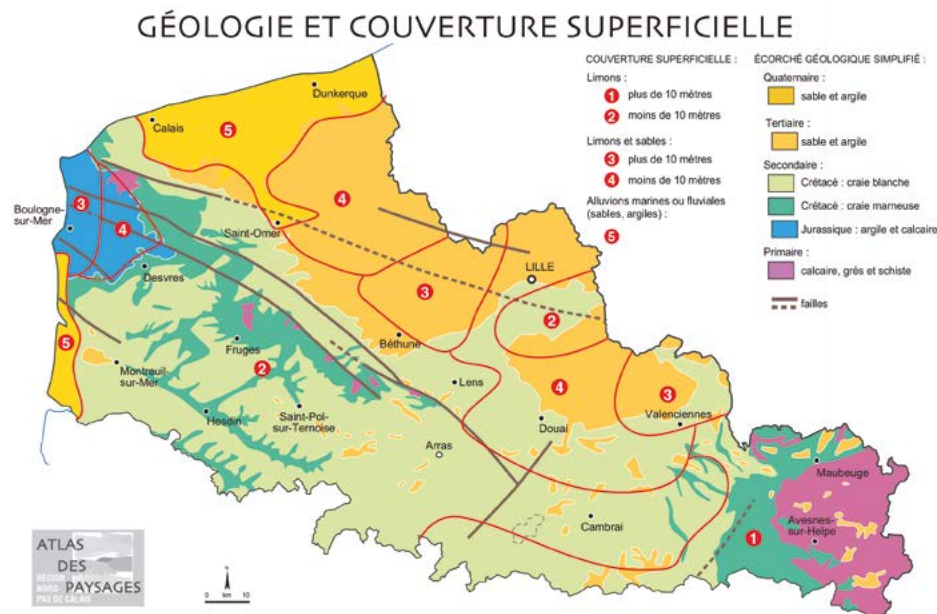 GÉOLOGIE ET COUVERTURE SUPERFICIELLE
COUVERTURE SUPERFICIELLE :
Limons :
1 plus de 10 mètres
2 moins de 10 mètres
Limons et sables :
3 plus de 10 mètres
4 moins de 10 mètres
Alluvions marines ou fluviales
(sables, argiles) :
5
ÉCORCHÉ GÉOLOGIQUE SIMPLIFIÉ :
Quaternaire :
sable et argile
Tertiaire :
sable et argile
Secondaire :
Crétacé : craie blanche
Crétacé : craie marneuse
Jurassique : argile et calcaire
Primaire :
calcaire, grès et schiste
failles
Dunkerque
Calais
5
4
3
Boulogne-
sur-Mer
4
Saint-Omer
LILLE
Desvres
3
2
5
Fruges
Béthune
Montreuil-
sur-Mer
2
Lens
4
3
Hesdin
Saint-Pol-
sur-Ternoise
Douai
Valenciennes
Arras
Maubeuge
Cambrai
1
Avesnes-
sur-Helpe
ATLAS
DES
PAYSAGES
NORD
PAS DE CALAIS
N
0 km 10